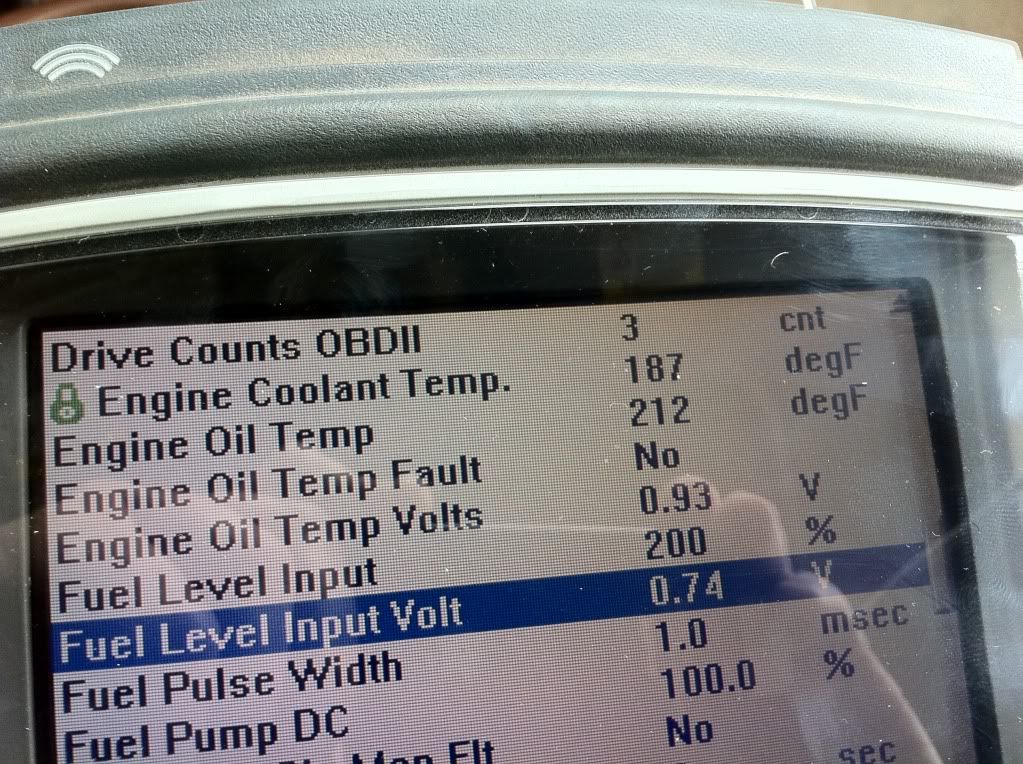 Drive Counts OBDII 3 cnt
Engine Coolant Temp. 187 degF
Engine Oil Temp 212 degF
Engine Oil Temp Fault No
Engine Oil Temp Volts 0.93 V
Fuel Level Input 200 %
Fuel Level Input Volt 0.74 V
Fuel Pulse Width 1.0 msec
Fuel Pump DC 100.0 %
Mon Flt No
sec